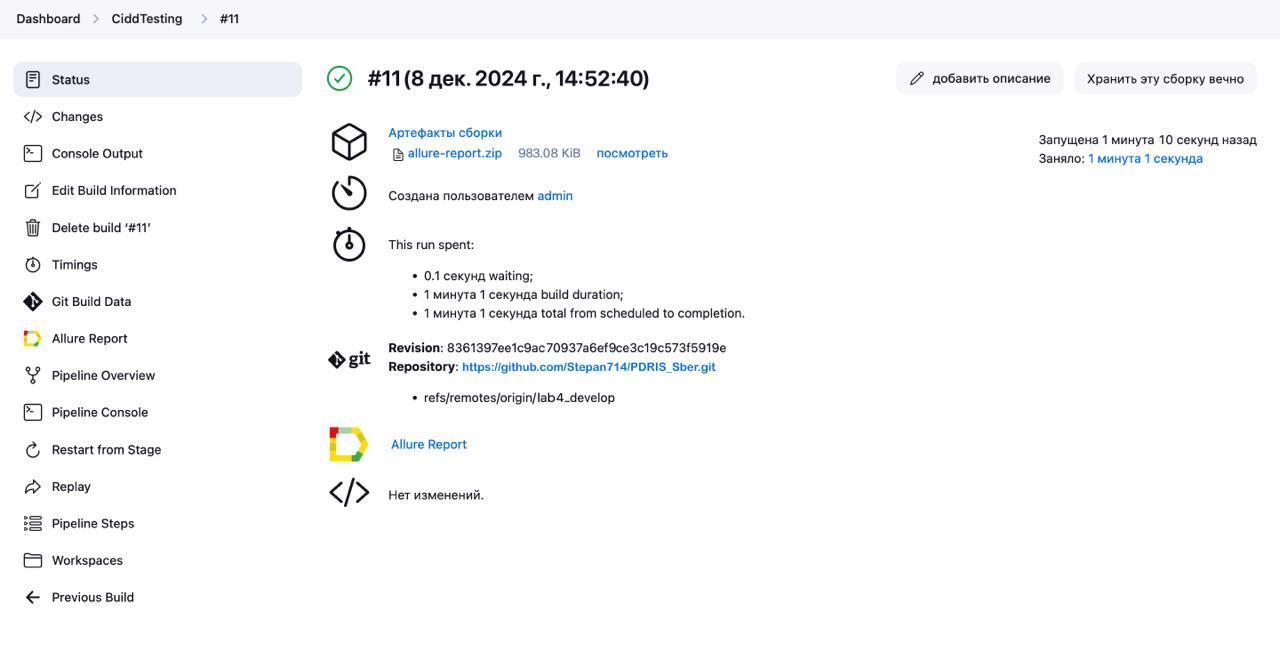 Dashboard > CiddTesting > #11
Status
Changes
Console Output
Edit Build Information
Delete build ‘#11’
Timings
Git Build Data
Allure Report
Pipeline Overview
Pipeline Console
Restart from Stage
Replay
Pipeline Steps
Workspaces
Previous Build
#11 (8 дек. 2024 г., 14:52:40)
добавить описание
Хранить эту сборку вечно
Запущена 1 минута 10 секунд назад
Заняло: 1 минута 1 секунда
Артефакты сборки
allure-report.zip 983.08 KiB посмотреть
Создана пользователем admin
This run spent:
• 0.1 секунд waiting;
• 1 минута 1 секунда build duration;
• 1 минута 1 секунда total from scheduled to completion.
git
Revision: 8361397ee1c9ac70937a6ef9ce3c19c573f5919e
Repository: https://github.com/Stepan714/PDRIS_Sber.git
• refs/remotes/origin/lab4_develop
Allure Report
Нет изменений.